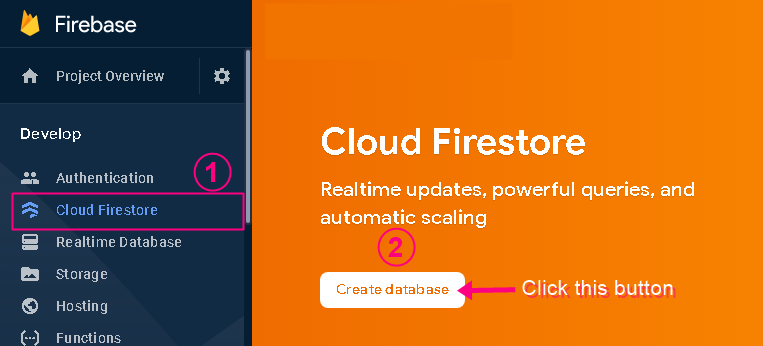 Firebase
Project Overview
Develop
Authentication
1
Cloud Firestore
Realtime Database
Storage
Hosting
Functions
Cloud Firestore
Realtime updates, powerful queries, and
automatic scaling
2
Create database
Click this button